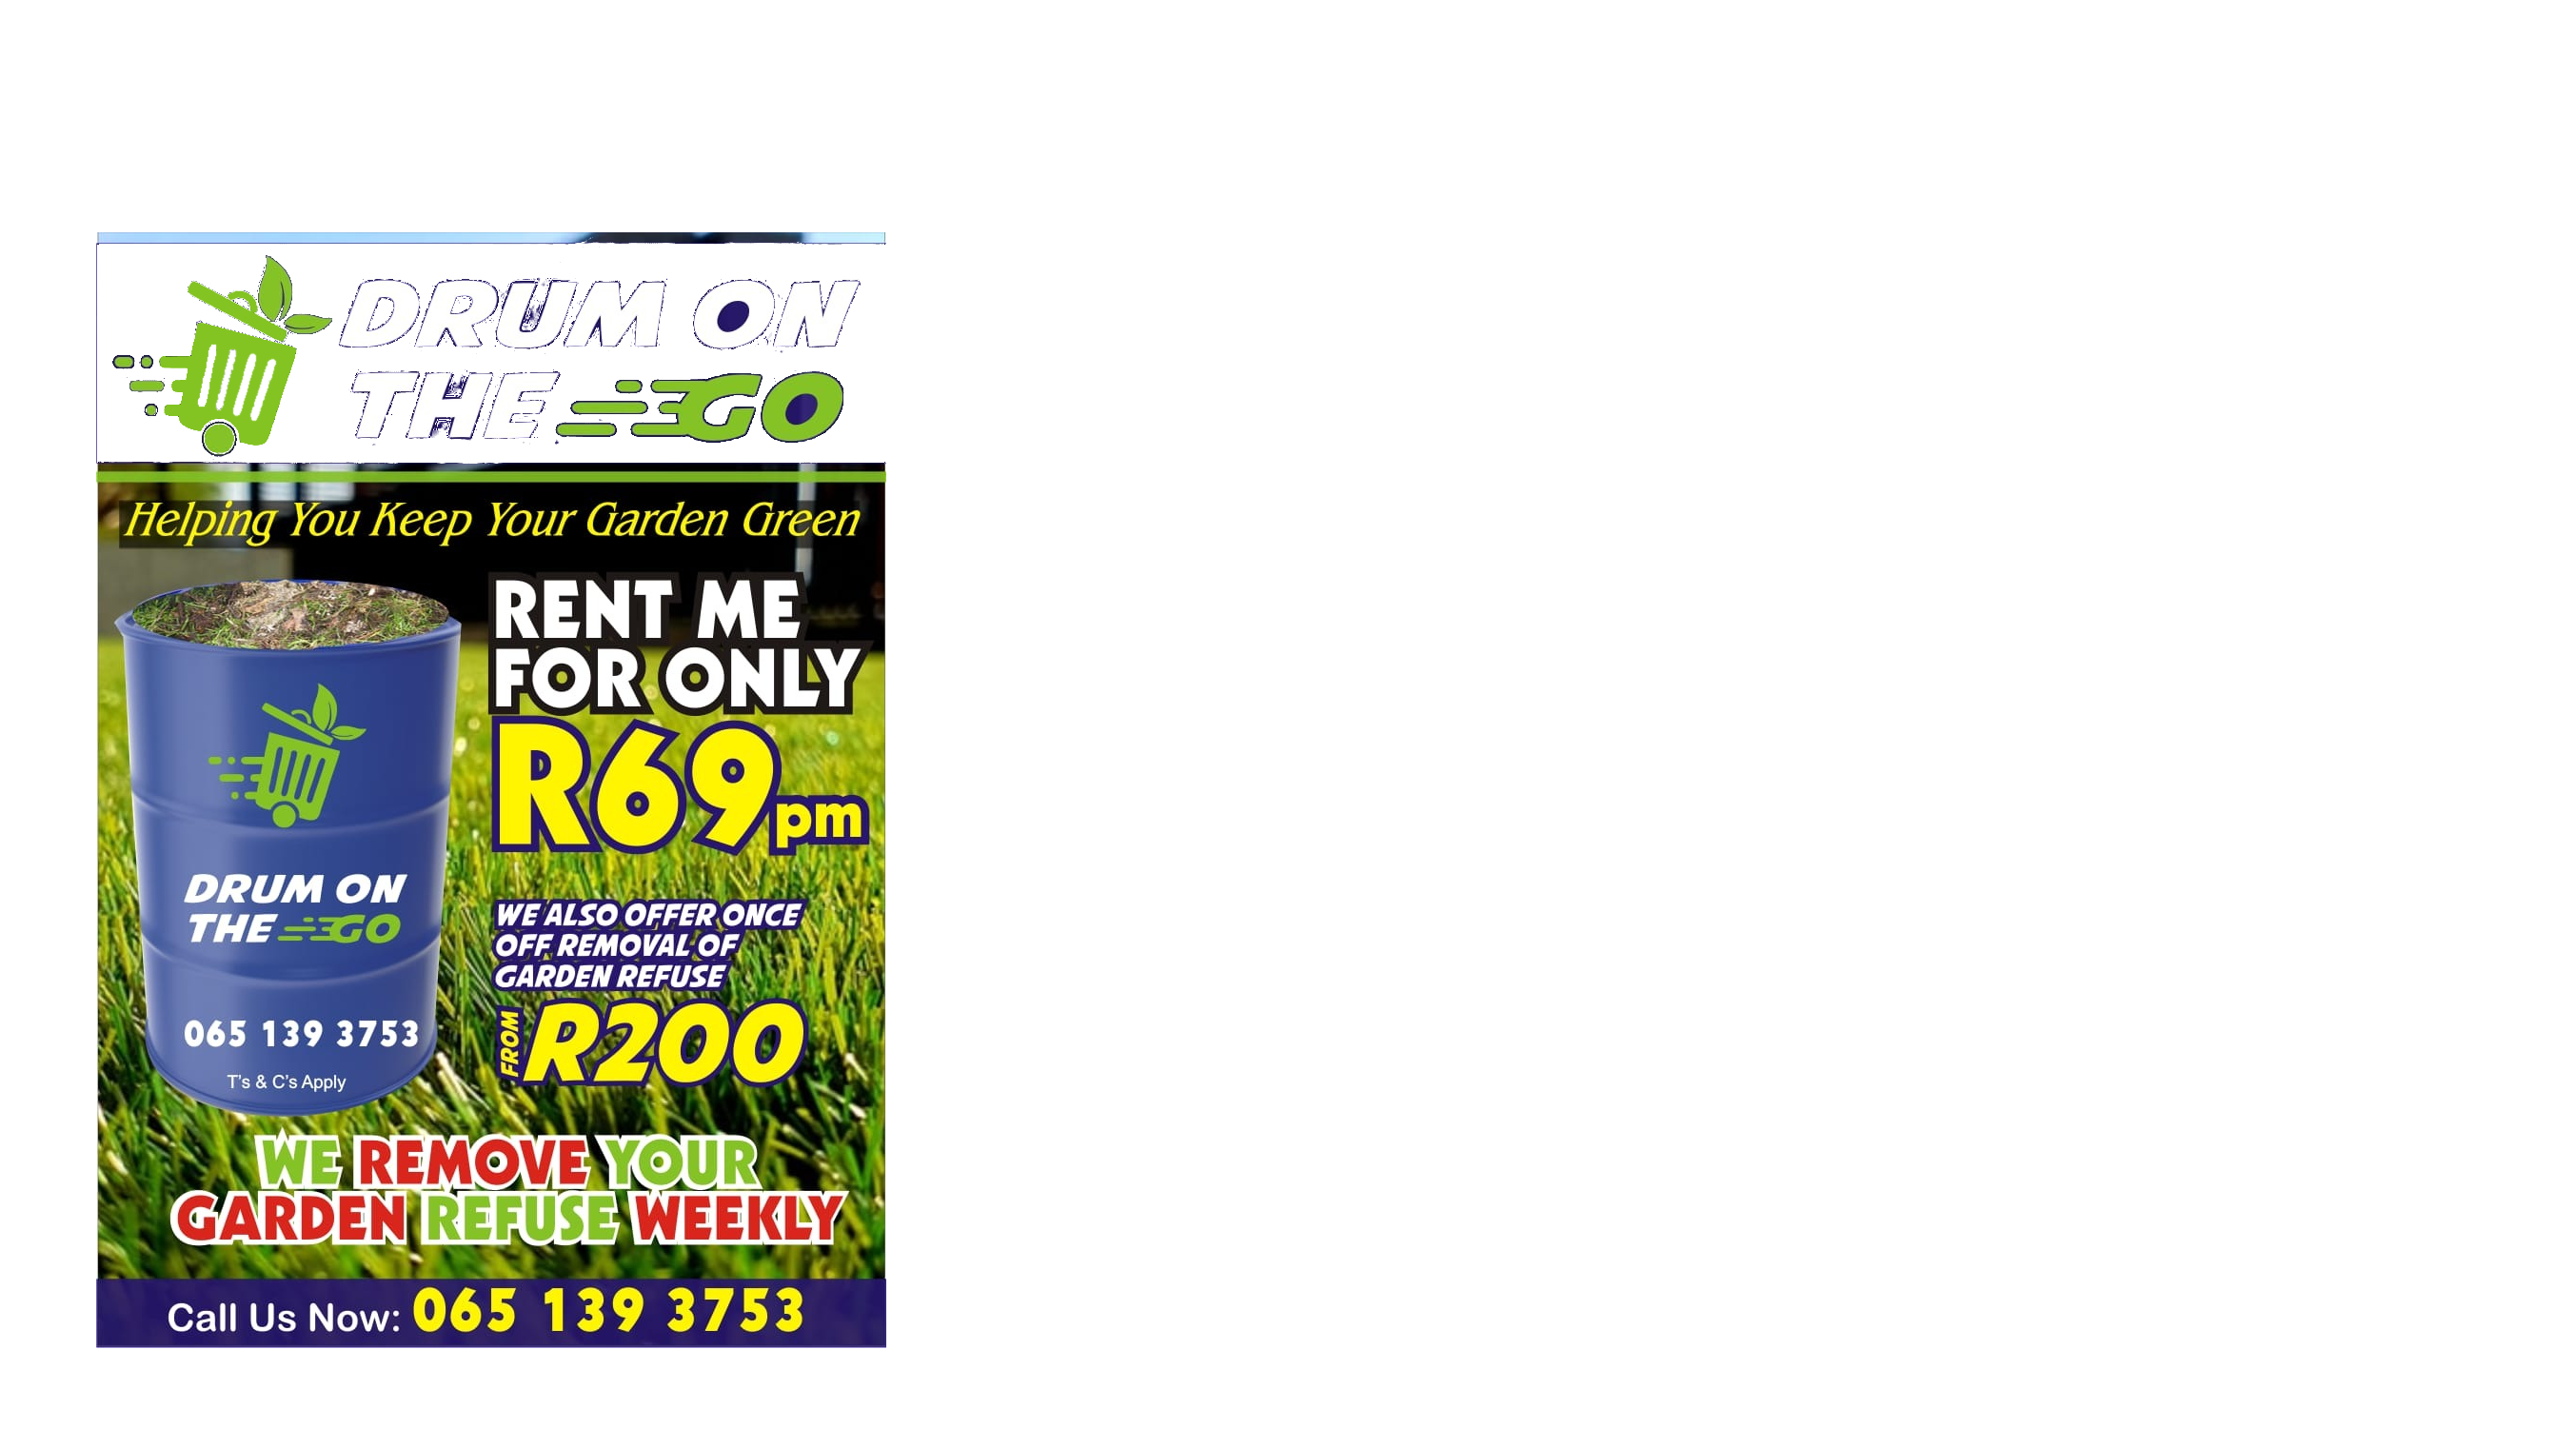 DRUM ON
THE GO
Helping You Keep Your Garden Green
RENT ME
FOR ONLY
R69pm
DRUM ON
THE GO
065 139 3753
T's & C's Apply
WE ALSO OFFER ONCE
OFF REMOVAL OF
GARDEN REFUSE
FROM R200
WE REMOVE YOUR
GARDEN REFUSE WEEKLY
Call Us Now: 065 139 3753